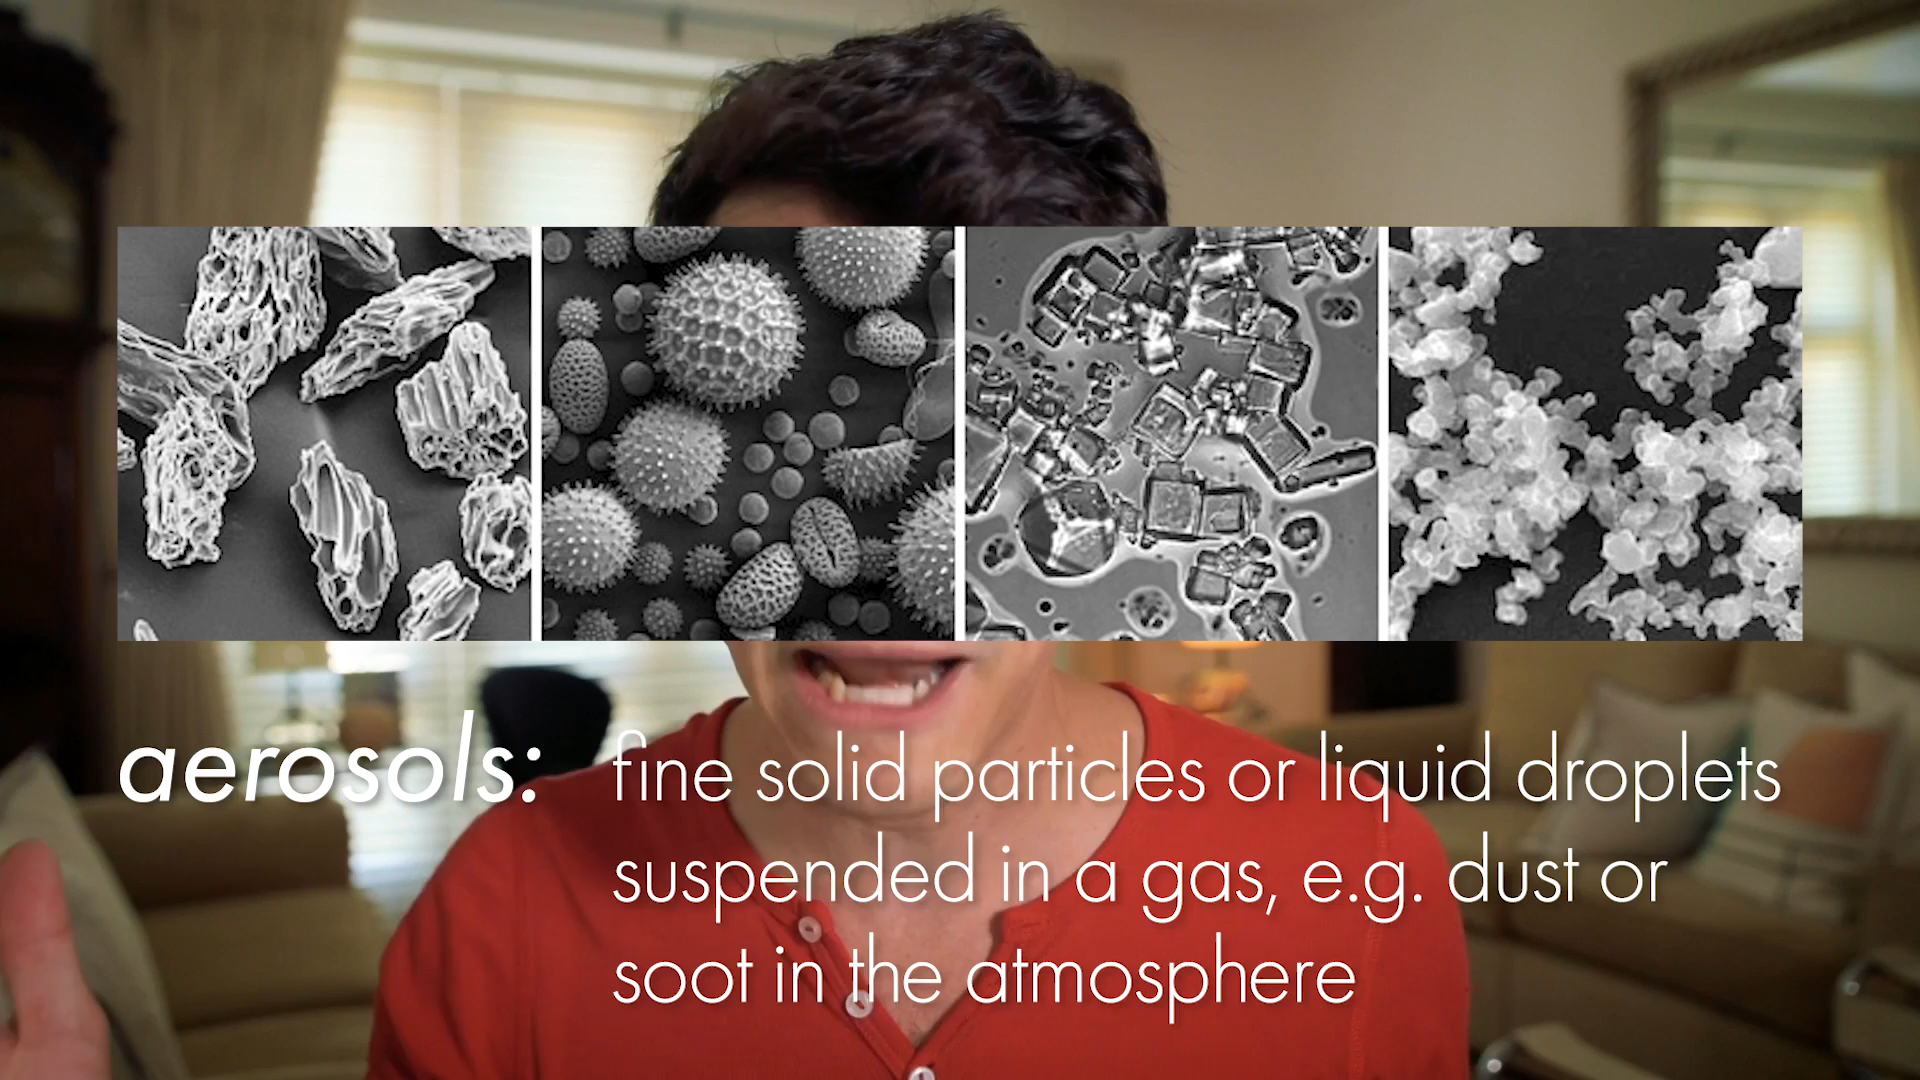 aerosols: fine solid particles or liquid droplets
suspended in a gas, e.g. dust or
soot in the atmosphere